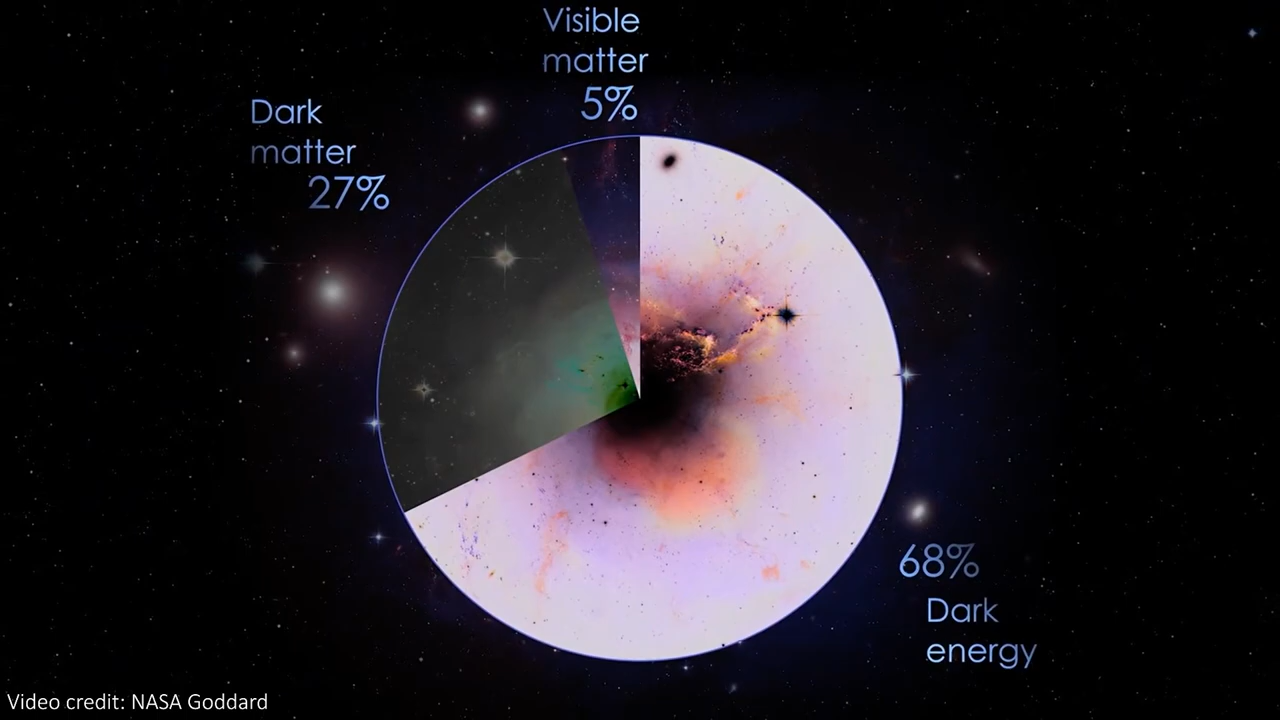 Visible
matter
5%
Dark
matter
27%
68%
Dark
energy
Video credit: NASA Goddard